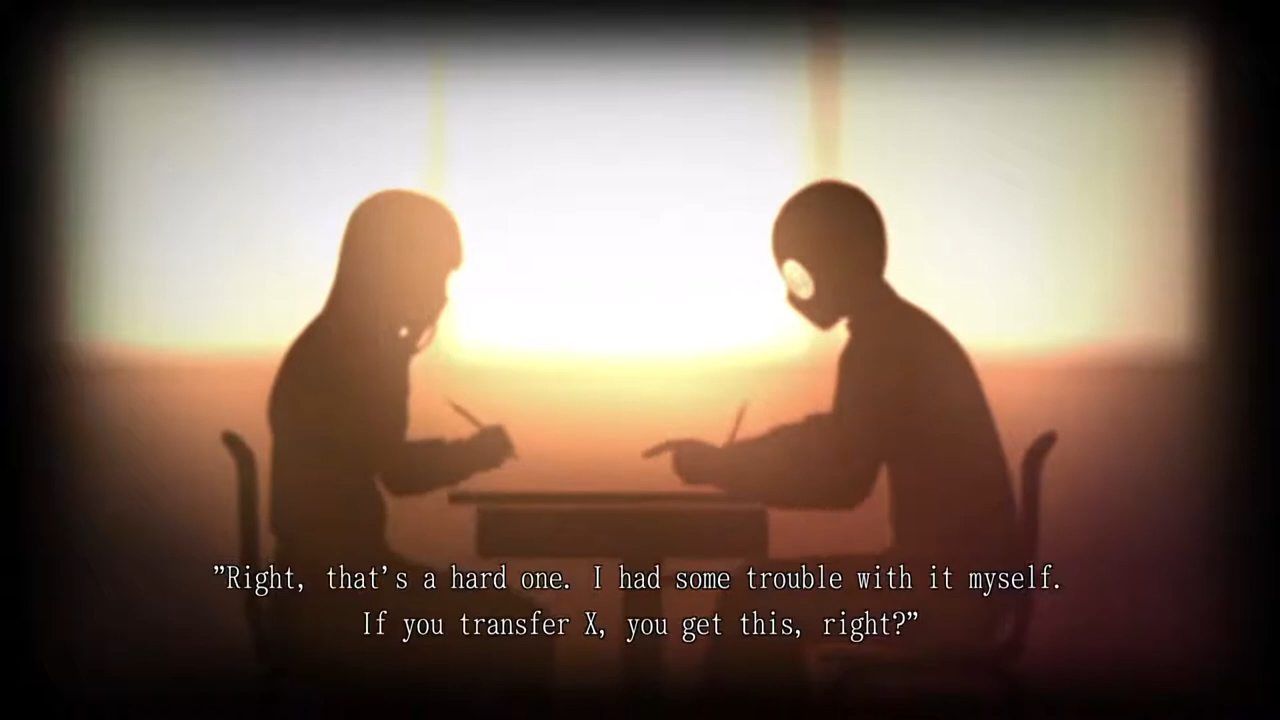 ”Right, that’s a hard one. I had some trouble with it myself.
If you transfer X, you get this, right?”